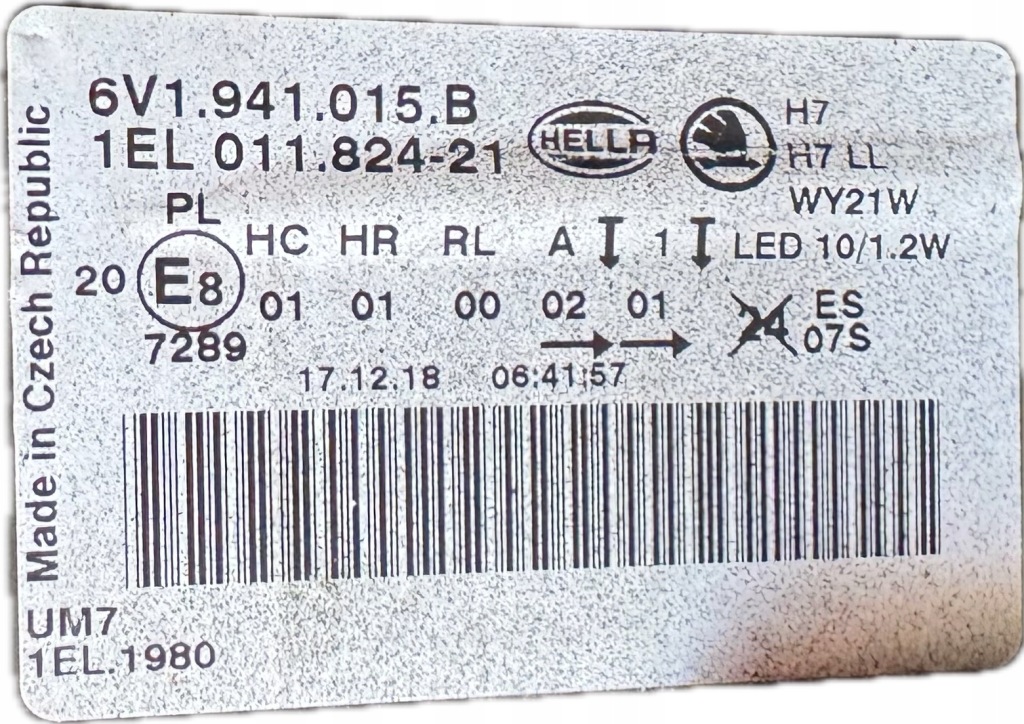 Made in Czech Republic
6V1.941.015.B
1EL 011.824-21
HELLA
H7
H7 LL
WY21W
LED 10/1.2W
PL
HC HR RL A 1
20 E8 01 01 00 02 01
7289
24 ES
07S
17.12.18 06:41:57
UM7
1EL.1980